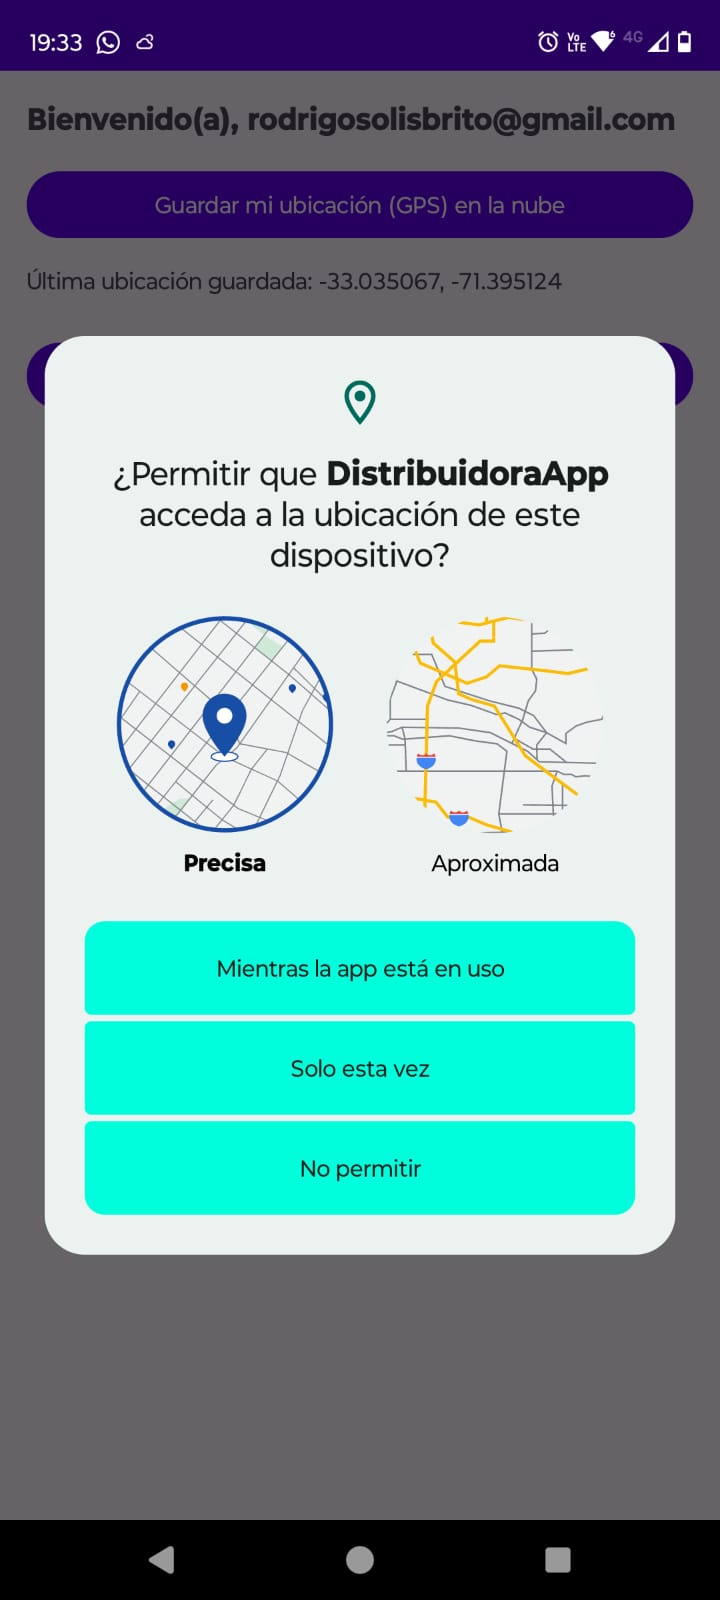 19:33
Vo
LTE
6
4G
Bienvenido(a), rodrigosolisbrito@gmail.com
Guardar mi ubicación (GPS) en la nube
Última ubicación guardada: -33.035067, -71.395124
¿Permitir que DistribuidoraApp
acceda a la ubicación de este
dispositivo?
Precisa
Aproximada
Mientras la app está en uso
Solo esta vez
No permitir